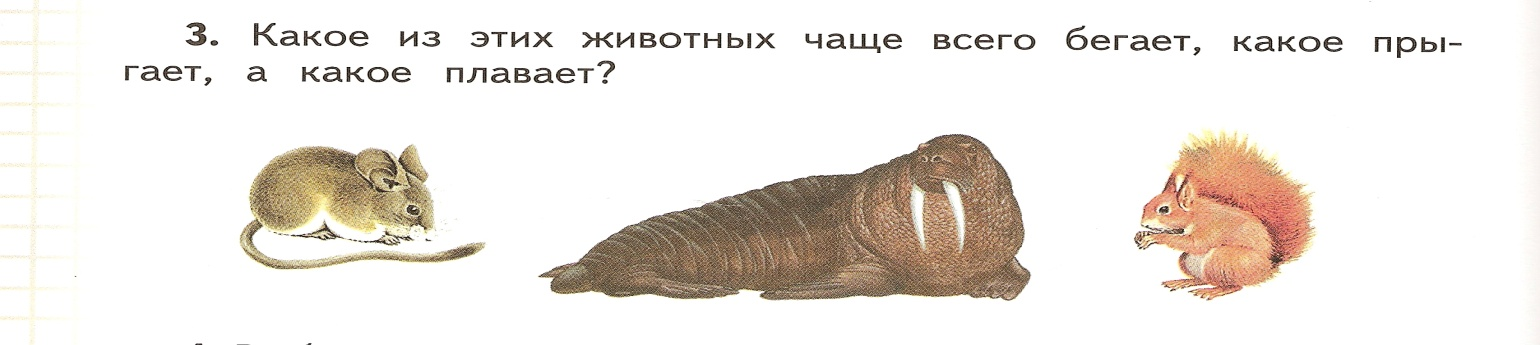 3. Какое из этих животных чаще всего бегает, какое пры-
гает, а какое плавает?